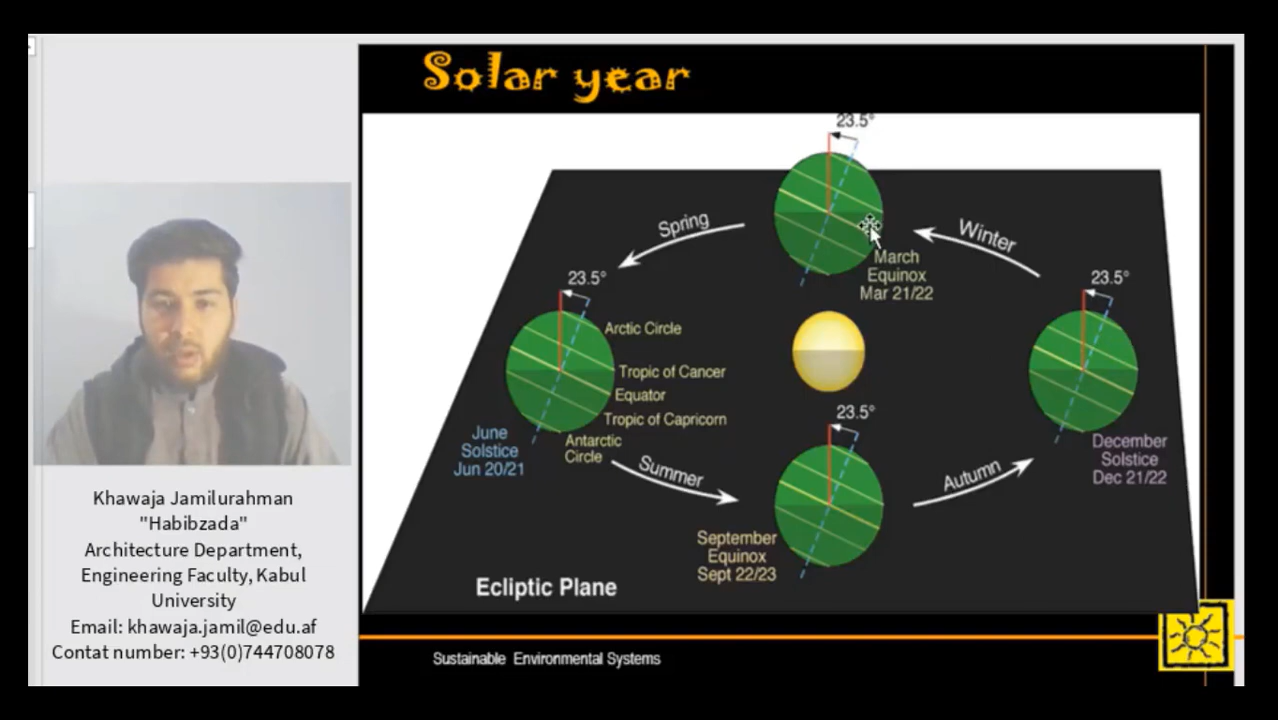 Solar year
23.5°
Spring
Winter
March
Equinox
Mar 21/22
23.5°
23.5°
Arctic Circle
Tropic of Cancer
Equator
Tropic of Capricorn
Antarctic
Circle
June
Solstice
Jun 20/21
23.5°
December
Solstice
Dec 21/22
Summer
Autumn
September
Equinox
Sept 22/23
Ecliptic Plane
Sustainable Environmental Systems
Khawaja Jamilurahman
"Habibzada"
Architecture Department,
Engineering Faculty, Kabul
University
Email: khawaja.jamil@edu.af
Contat number: +93(0)744708078